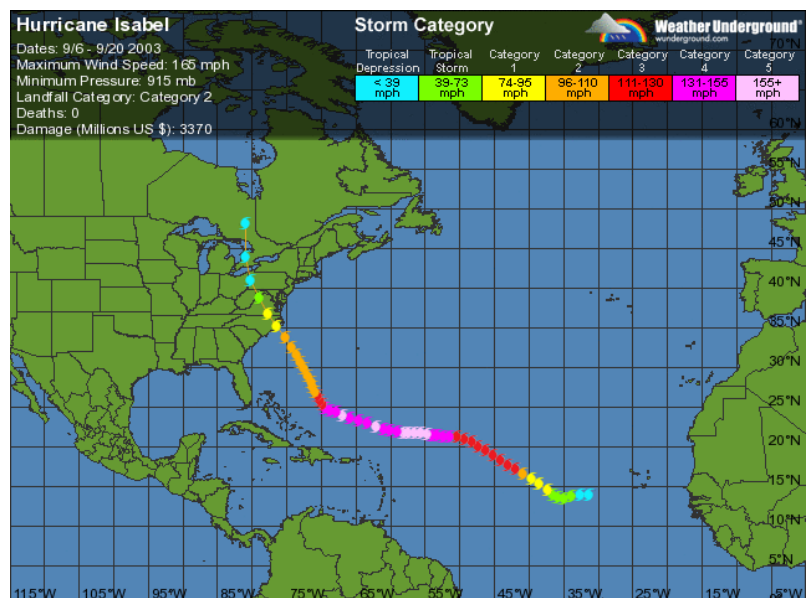 Hurricane Isabel
Dates: 9/6 - 9/20 2003
Maximum Wind Speed: 165 mph
Minimum Pressure: 915 mb
Landfall Category: Category 2
Deaths: 0
Damage (Millions US $): 3370
Storm Category
Weather Underground®
wunderground.com
Tropical Depression
< 39 mph
Tropical Storm
39-73 mph
Category 1
74-95 mph
Category 2
96-110 mph
Category 3
111-130 mph
Category 4
131-155 mph
Category 5
155+ mph
70°N
60°N
55°N
50°N
45°N
40°N
35°N
30°N
25°N
20°N
15°N
10°N
5°N
115°W
105°W
95°W
85°W
75°W
65°W
55°W
45°W
35°W
25°W
15°W
5°W